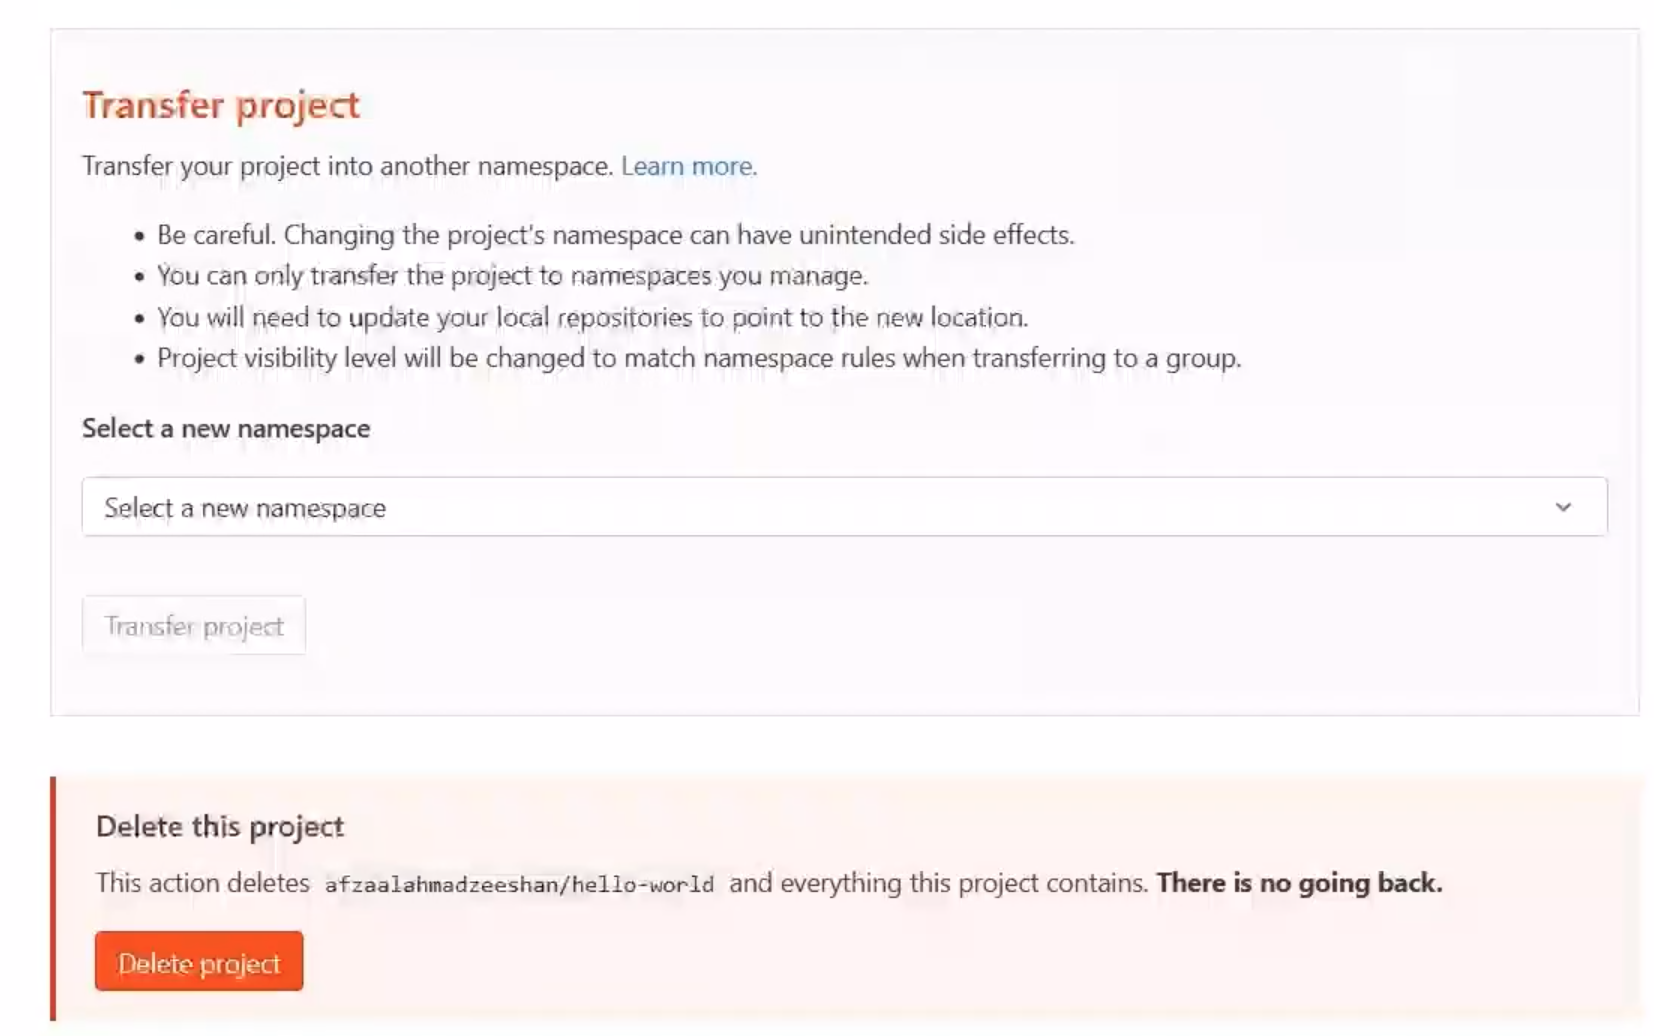 Transfer project
Transfer your project into another namespace. Learn more.
Be careful. Changing the project's namespace can have unintended side effects.
You can only transfer the project to namespaces you manage.
You will need to update your local repositories to point to the new location.
Project visibility level will be changed to match namespace rules when transferring to a group.
Select a new namespace
Select a new namespace
Transfer project
Delete this project
This action deletes afzaalahmadzeeshan/hello-world and everything this project contains. There is no going back.
Delete project